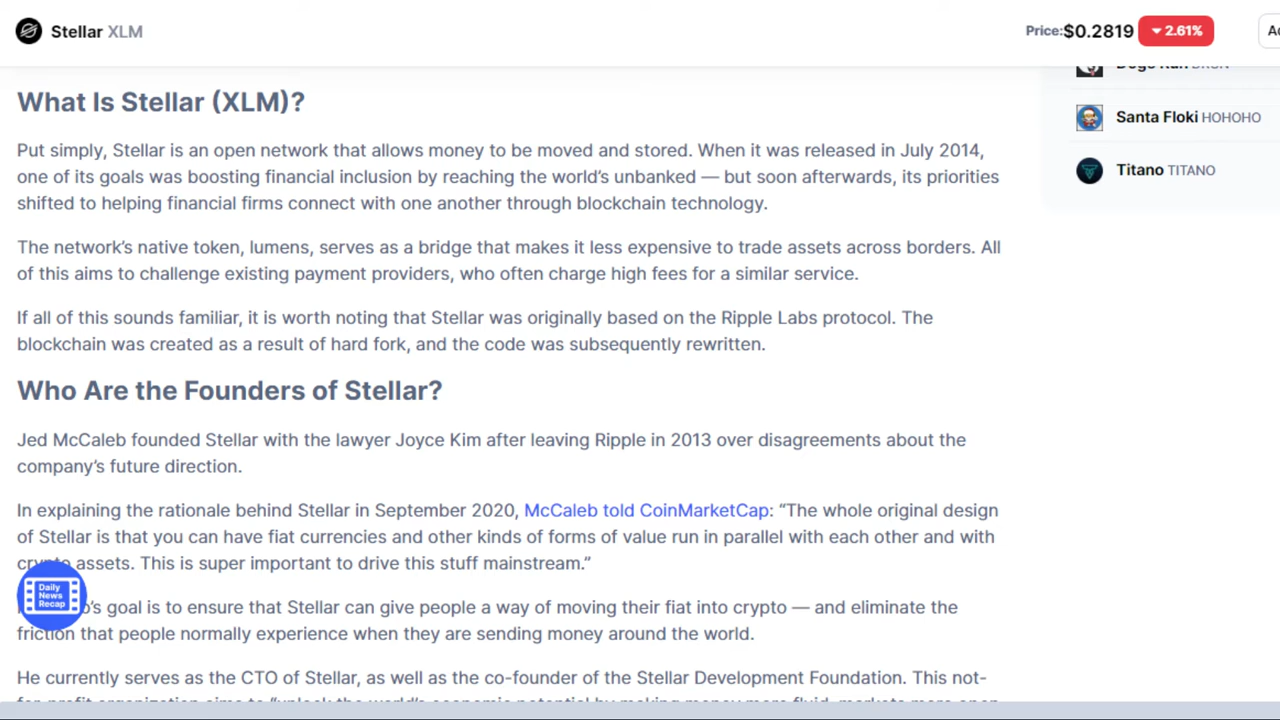 Stellar XLM
Price:$0.2819 2.61%
What Is Stellar (XLM)?
Put simply, Stellar is an open network that allows money to be moved and stored. When it was released in July 2014,
one of its goals was boosting financial inclusion by reaching the world's unbanked — but soon afterwards, its priorities
shifted to helping financial firms connect with one another through blockchain technology.
The network's native token, lumens, serves as a bridge that makes it less expensive to trade assets across borders. All
of this aims to challenge existing payment providers, who often charge high fees for a similar service.
If all of this sounds familiar, it is worth noting that Stellar was originally based on the Ripple Labs protocol. The
blockchain was created as a result of hard fork, and the code was subsequently rewritten.
Who Are the Founders of Stellar?
Jed McCaleb founded Stellar with the lawyer Joyce Kim after leaving Ripple in 2013 over disagreements about the
company's future direction.
In explaining the rationale behind Stellar in September 2020, McCaleb told CoinMarketCap: “The whole original design
of Stellar is that you can have fiat currencies and other kinds of forms of value run in parallel with each other and with
crypto assets. This is super important to drive this stuff mainstream.”
goal is to ensure that Stellar can give people a way of moving their fiat into crypto — and eliminate the
friction that people normally experience when they are sending money around the world.
He currently serves as the CTO of Stellar, as well as the co-founder of the Stellar Development Foundation. This not-
Daily
News
Recap
Santa Floki HOHOHO
Titano TITANO